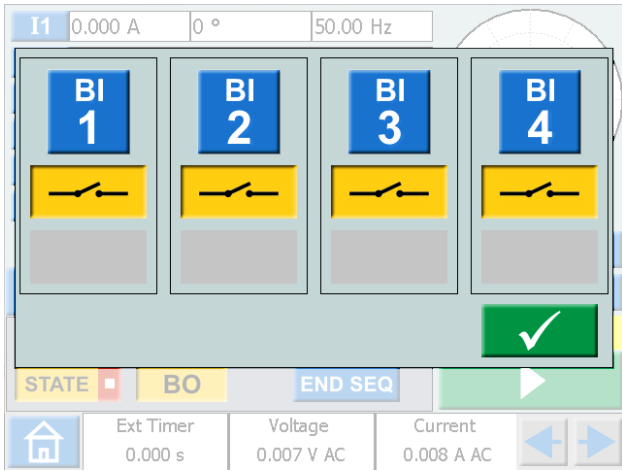 I1 0.000 A 0 ° 50.00 Hz
BI 1
BI 2
BI 3
BI 4
STATE BO END SEQ
Ext Timer Voltage Current
0.000 s 0.007 V AC 0.008 A AC